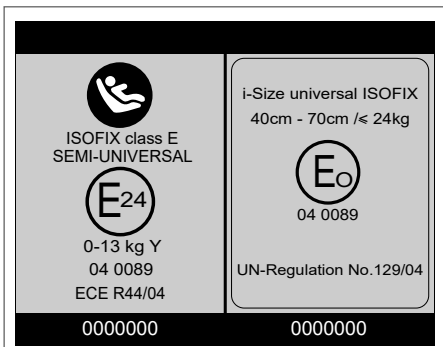 ISOFIX class E
SEMI-UNIVERSAL
E24
0-13 kg Y
04 0089
ECE R44/04
0000000
i-Size universal ISOFIX
40cm - 70cm /≤ 24kg
EO
04 0089
UN-Regulation No.129/04
0000000